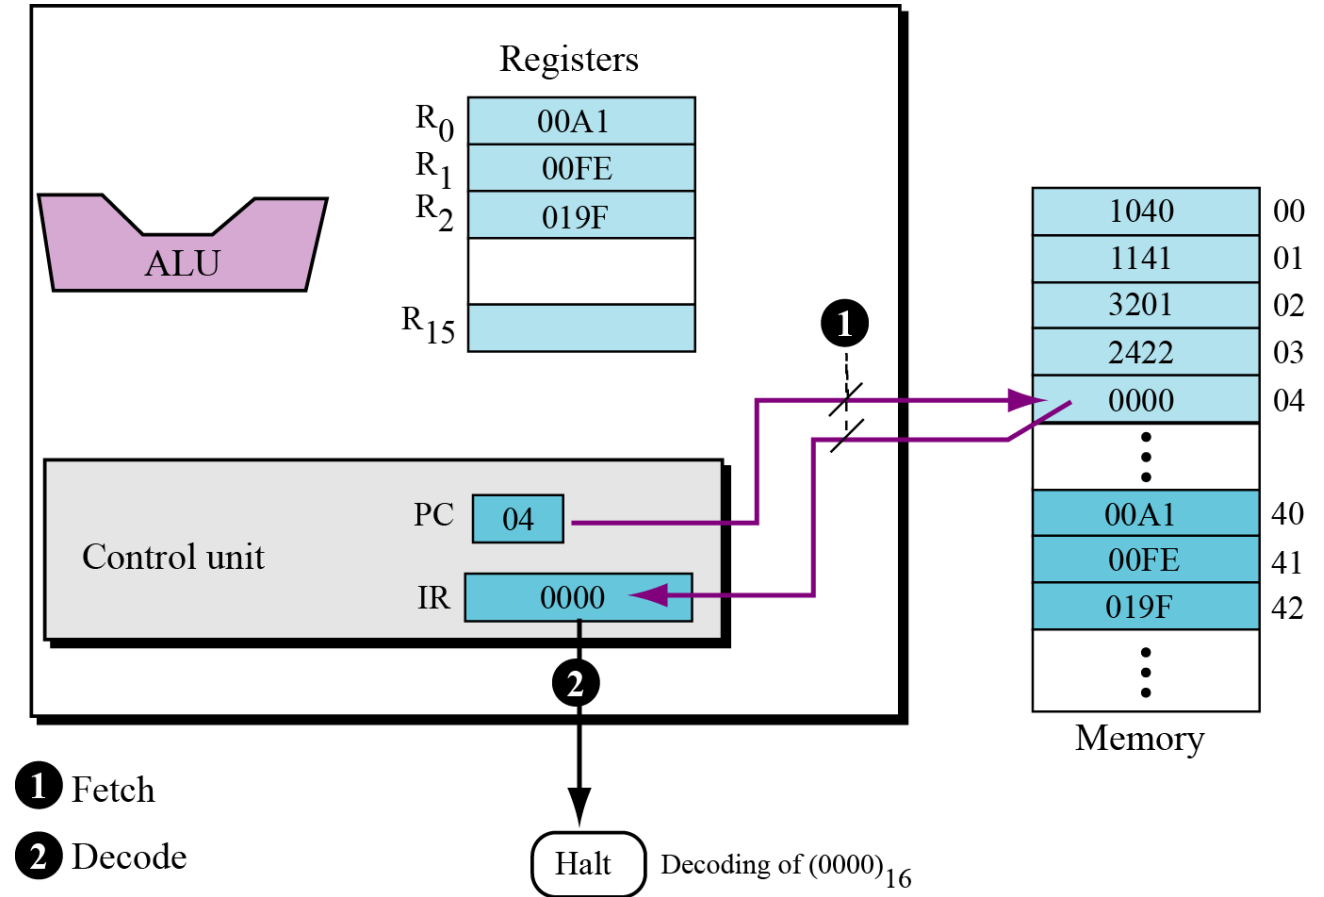 Registers
R0 00A1
R1 00FE
R2 019F
R15
ALU
1
1040 00
1141 01
3201 02
2422 03
0000 04
00A1 40
00FE 41
019F 42
Memory
Control unit
PC 04
IR 0000
2
1 Fetch
2 Decode
Halt Decoding of (0000)16